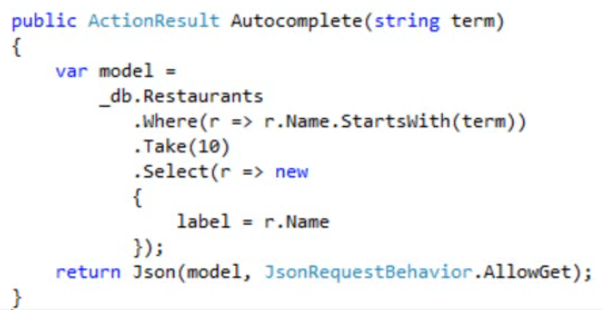 public ActionResult Autocomplete(string term)
{
    var model =
        _db.Restaurants
           .Where(r => r.Name.StartsWith(term))
           .Take(10)
           .Select(r => new
           {
               label = r.Name
           });
    return Json(model, JsonRequestBehavior.AllowGet);
}